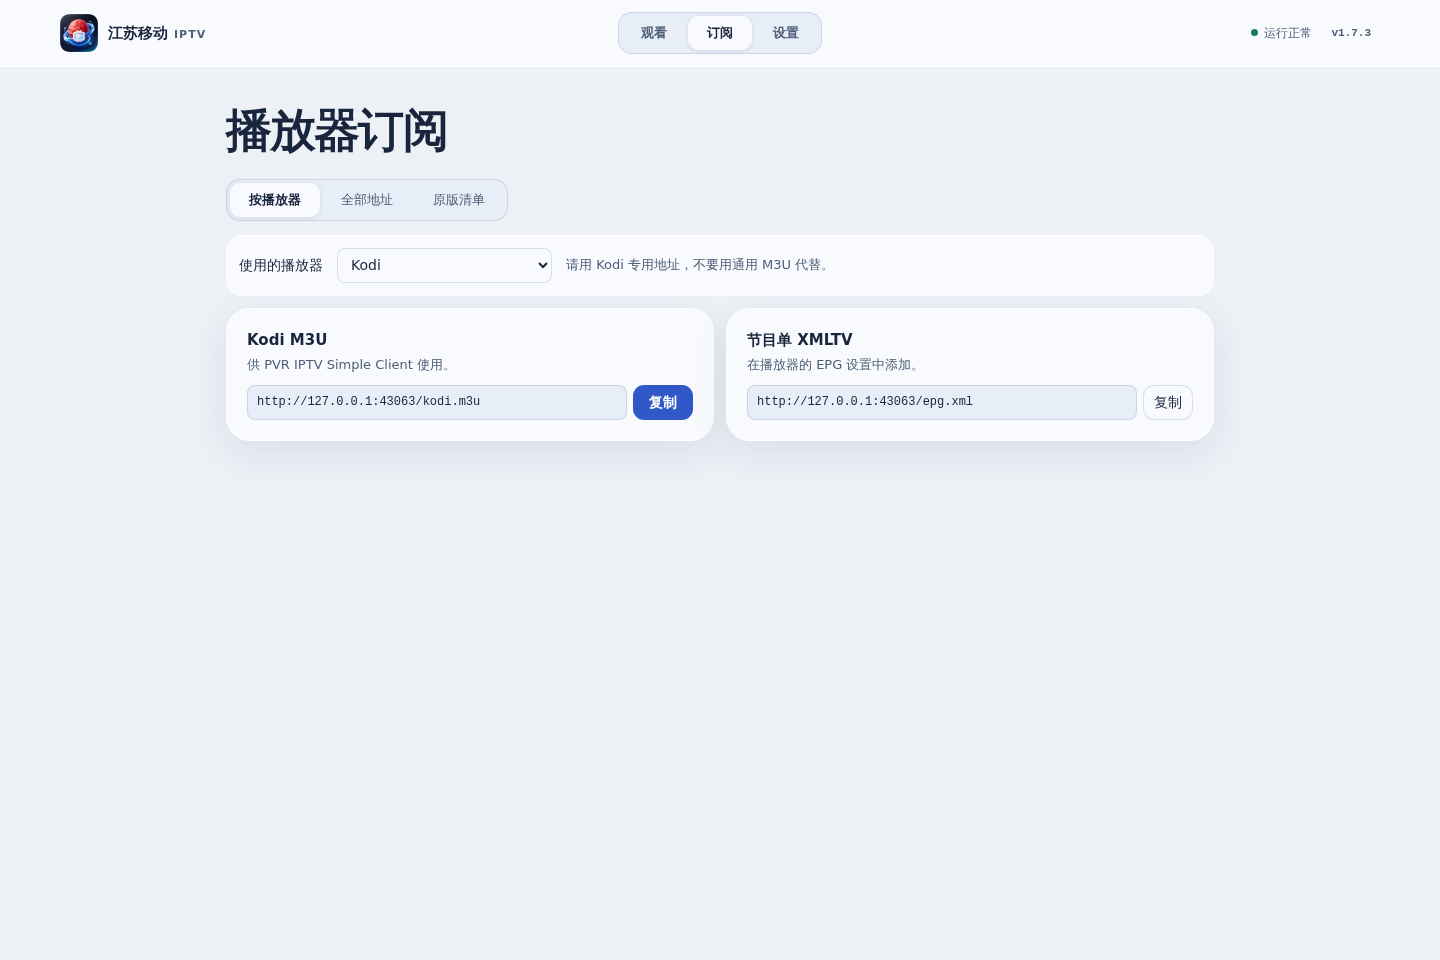 江苏移动 IPTV
观看
订阅
设置
运行正常
v1.7.3
播放器订阅
按播放器
全部地址
原版清单
使用的播放器
Kodi
请用 Kodi 专用地址，不要用通用 M3U 代替。
Kodi M3U
供 PVR IPTV Simple Client 使用。
http://127.0.0.1:43063/kodi.m3u
复制
节目单 XMLTV
在播放器的 EPG 设置中添加。
http://127.0.0.1:43063/epg.xml
复制